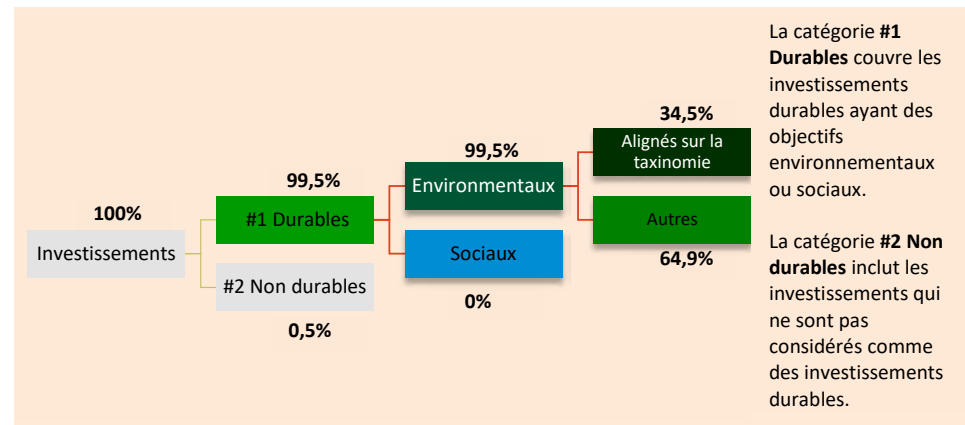 100%
Investissements
99,5%
#1 Durables
#2 Non durables
0,5%
99,5%
Environmentaux
Sociaux
0%
34,5%
Alignés sur la
taxinomie
Autres
64,9%
La catégorie #1
Durables couvre les
investissements
durables ayant des
objectifs
environnementaux
ou sociaux.
La catégorie #2 Non
durables inclut les
investissements qui
ne sont pas
considérés comme
des investissements
durables.